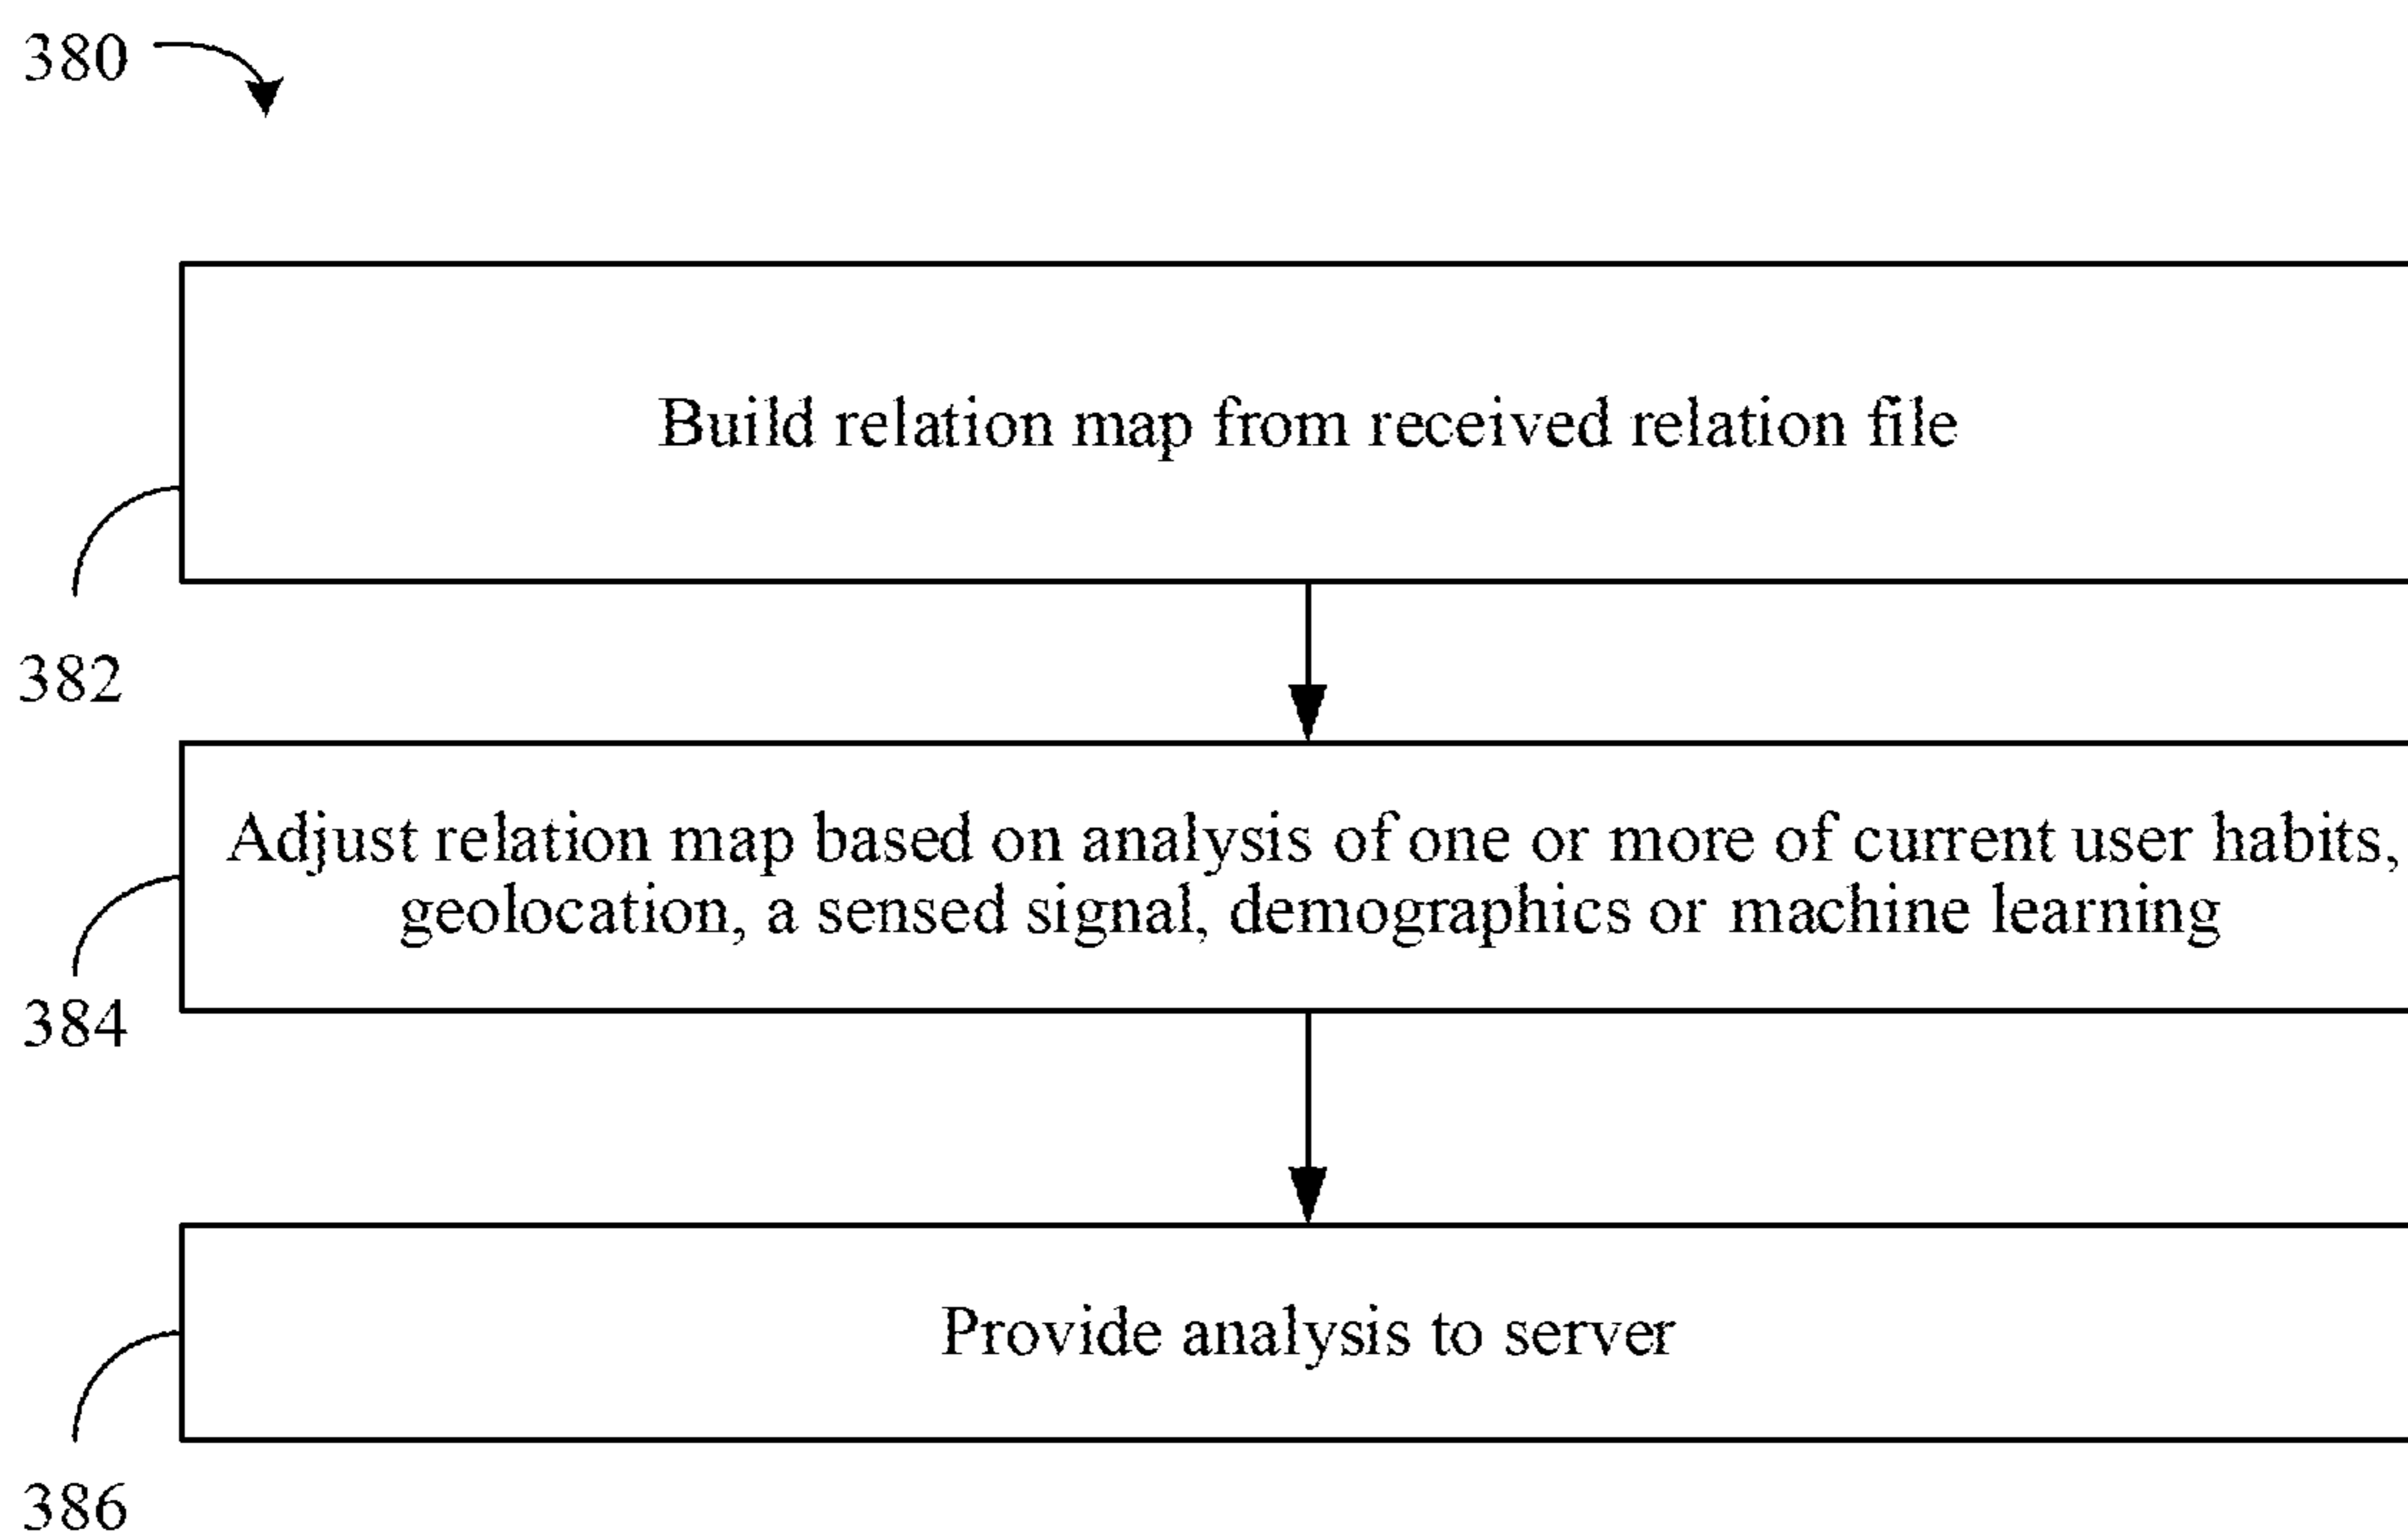 380
Build relation map from received relation file
382
Adjust relation map based on analysis of one or more of current user habits,
geolocation, a sensed signal, demographics or machine learning
384
Provide analysis to server
386